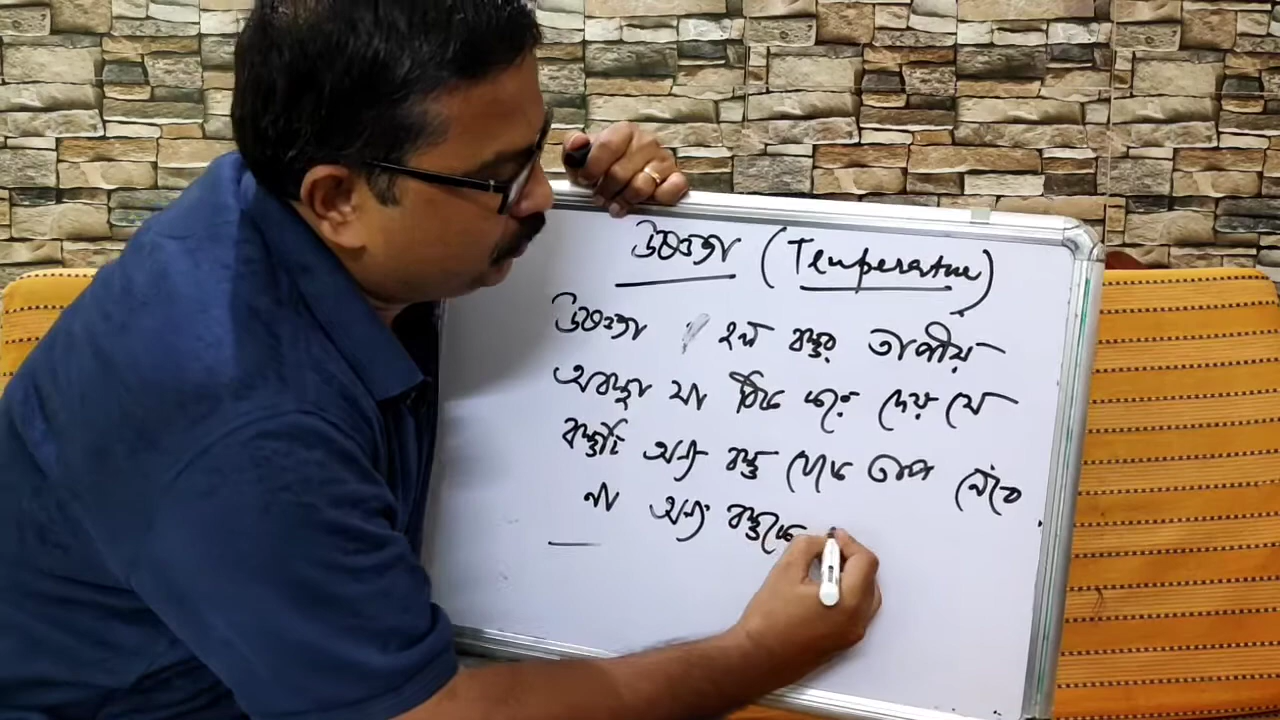 উষ্ণতা (Temperature)
উষ্ণতা হল বস্তুর তাপীয়
অবস্থা যা ঠিক করে দেয় যে
বস্তুটি অন্য বস্তু থেকে তাপ নেবে
না অন্য বস্তুকে